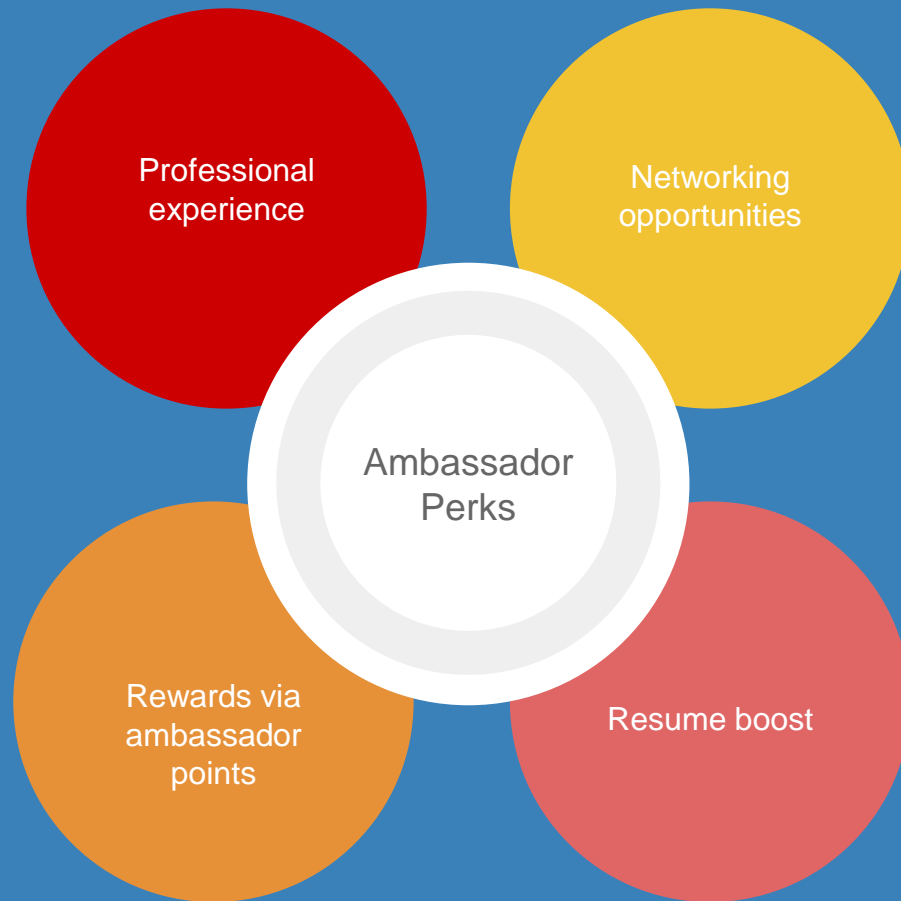 Professional
experience
Networking
opportunities
Ambassador
Perks
Rewards via
ambassador
points
Resume boost